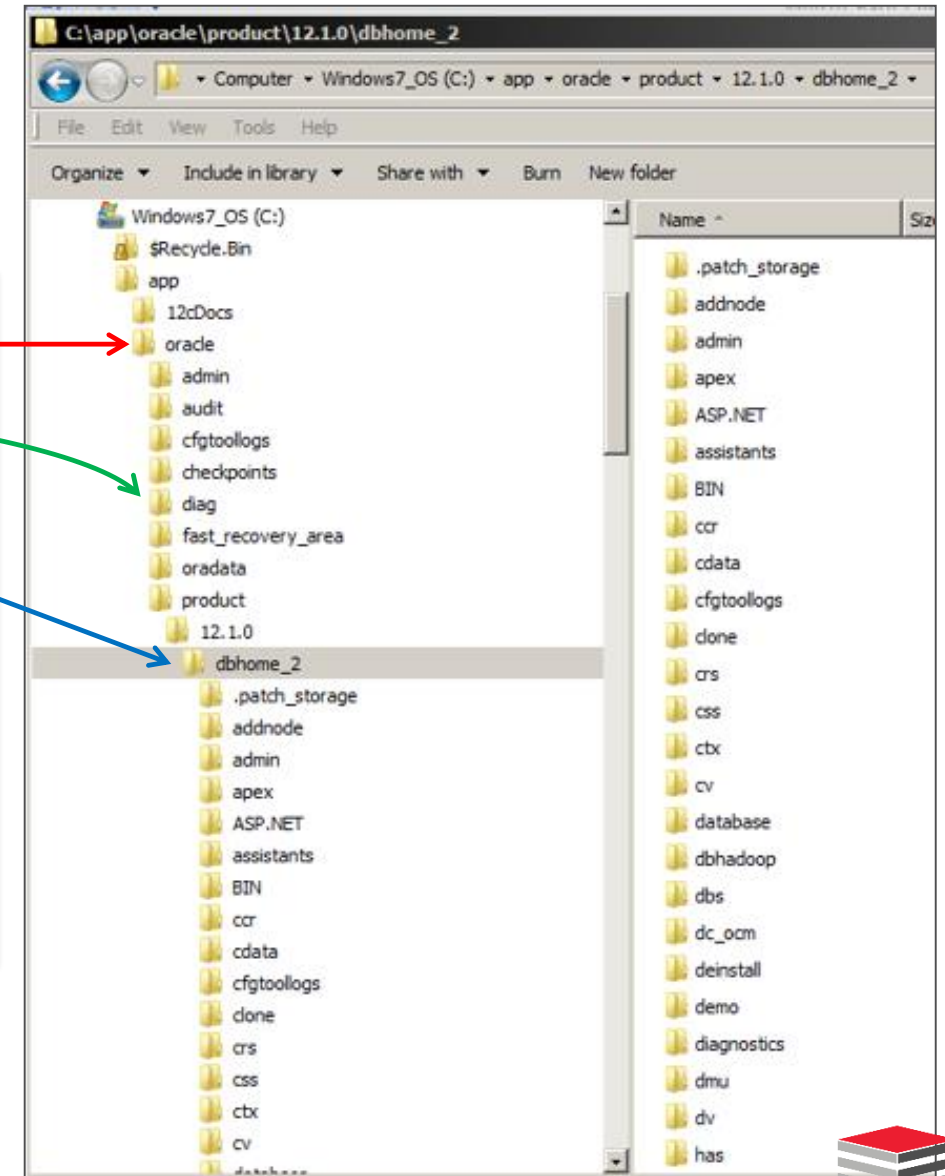 C:\app\oracle\product\12.1.0\dbhome_2
Computer Windows7_OS (C:) app oracle product 12.1.0 dbhome_2
File Edit View Tools Help
Organize Include in library Share with Burn New folder
Windows7_OS (C:)
$Recycle.Bin
app
12cDocs
oracle
admin
audit
cfgtoollogs
checkpoints
diag
fast_recovery_area
oradata
product
12.1.0
dbhome_2
.patch_storage
addnode
admin
apex
ASP.NET
assistants
BIN
ccr
cdata
cfgtoollogs
clone
crs
css
ctx
cv
Name
.patch_storage
addnode
admin
apex
ASP.NET
assistants
BIN
ccr
cdata
cfgtoollogs
clone
crs
css
ctx
cv
database
dbhadoop
dbs
dc_ocm
deinstall
demo
diagnostics
dmu
dv
has